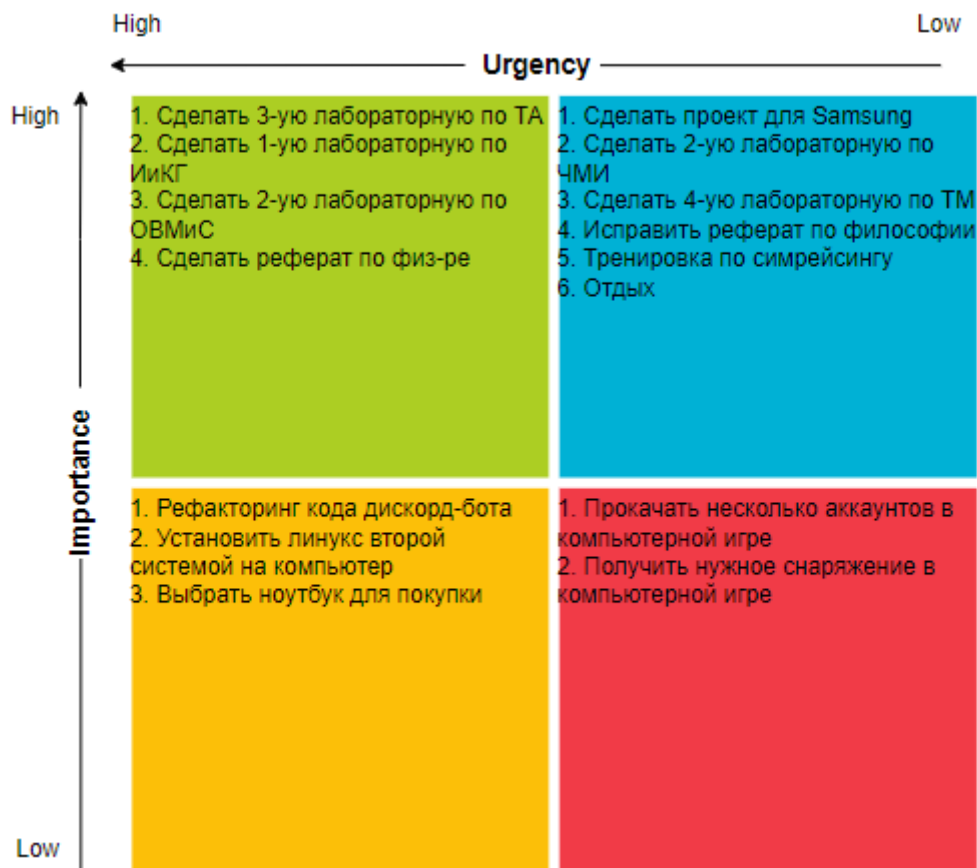 High
Low
Urgency
High
1. Сделать 3-ую лабораторную по ТА
2. Сделать 1-ую лабораторную по
ИиКГ
3. Сделать 2-ую лабораторную по
ОВМиС
4. Сделать реферат по физ-ре
1. Сделать проект для Samsung
2. Сделать 2-ую лабораторную по
ЧМИ
3. Сделать 4-ую лабораторную по ТМ
4. Исправить реферат по философии
5. Тренировка по симрейсингу
6. Отдых
Importance
1. Рефакторинг кода дискорд-бота
2. Установить линукс второй
системой на компьютер
3. Выбрать ноутбук для покупки
1. Прокачать несколько аккаунтов в
компьютерной игре
2. Получить нужное снаряжение в
компьютерной игре
Low